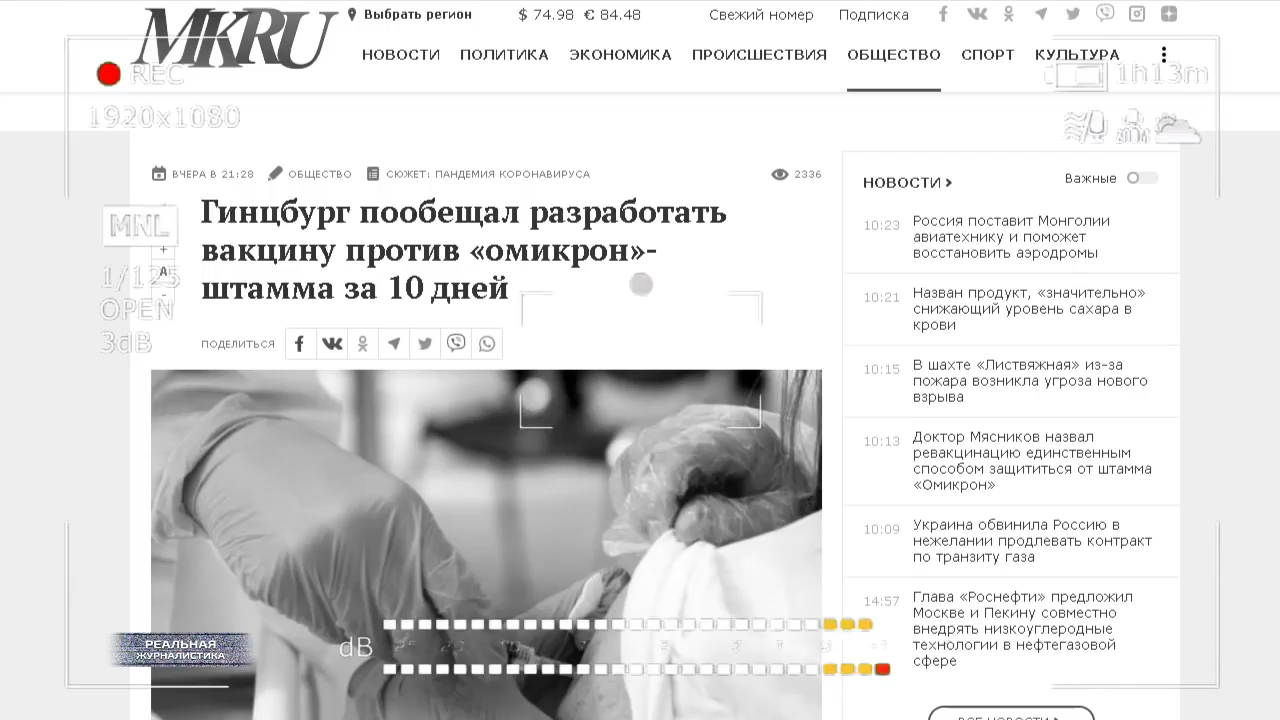 MKRU
Выбрать регион
$ 74.98 € 84.48
Свежий номер
Подписка
НОВОСТИ ПОЛИТИКА ЭКОНОМИКА ПРОИСШЕСТВИЯ ОБЩЕСТВО СПОРТ КУЛЬТУРА
REC
1h13m
1920x1080
ВЧЕРА В 21:28 ОБЩЕСТВО СЮЖЕТ: ПАНДЕМИЯ КОРОНАВИРУСА 2336
Гинцбург пообещал разработать
вакцину против «омикрон»-
штамма за 10 дней
MNL
+
A
-
1/125
OPEN
3dB
ПОДЕЛИТЬСЯ
НОВОСТИ
Важные
10:23 Россия поставит Монголии
авиатехнику и поможет
восстановить аэродромы
10:21 Назван продукт, «значительно»
снижающий уровень сахара в
крови
10:15 В шахте «Листвяжная» из-за
пожара возникла угроза нового
взрыва
10:13 Доктор Мясников назвал
ревакцинацию единственным
способом защититься от штамма
«Омикрон»
10:09 Украина обвинила Россию в
нежелании продлевать контракт
по транзиту газа
14:57 Глава «Роснефти» предложил
Москве и Пекину совместно
внедрять низкоуглеродные
технологии в нефтегазовой
сфере
ВСЕ НОВОСТИ
РЕАЛЬНАЯ
ЖУРНАЛИСТИКА
dB